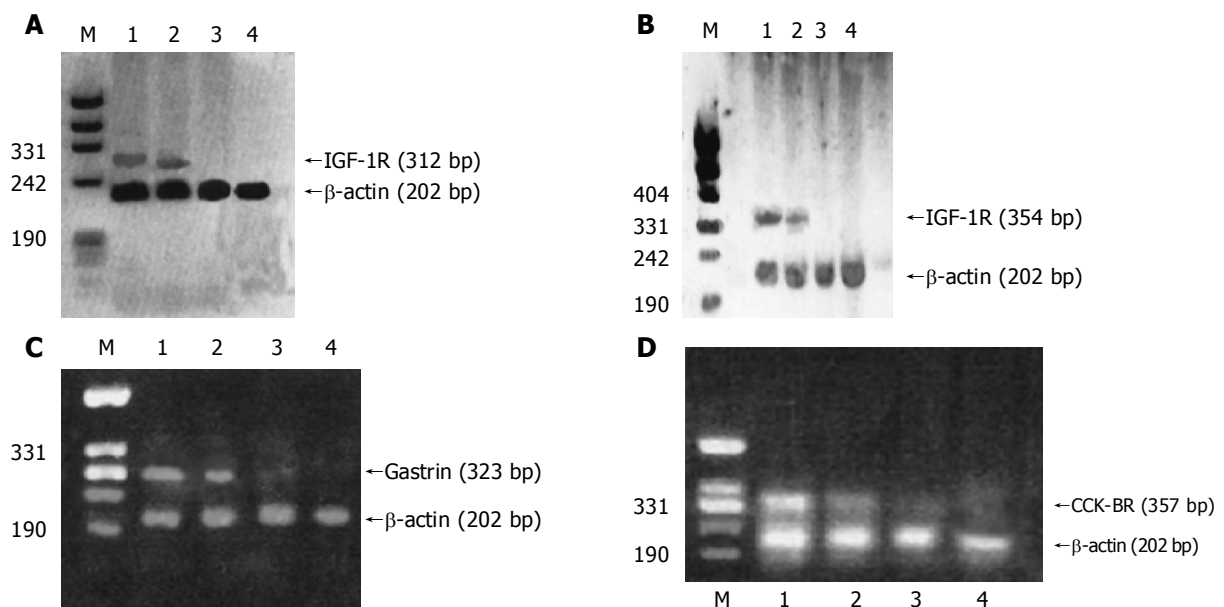 A
M 1 2 3 4
331
242
190
←IGF-1R (312 bp)
←β-actin (202 bp)
B
M 1 2 3 4
404
331
242
190
←IGF-1R (354 bp)
←β-actin (202 bp)
C
M 1 2 3 4
331
190
←Gastrin (323 bp)
←β-actin (202 bp)
D
331
190
←CCK-BR (357 bp)
←β-actin (202 bp)
M 1 2 3 4